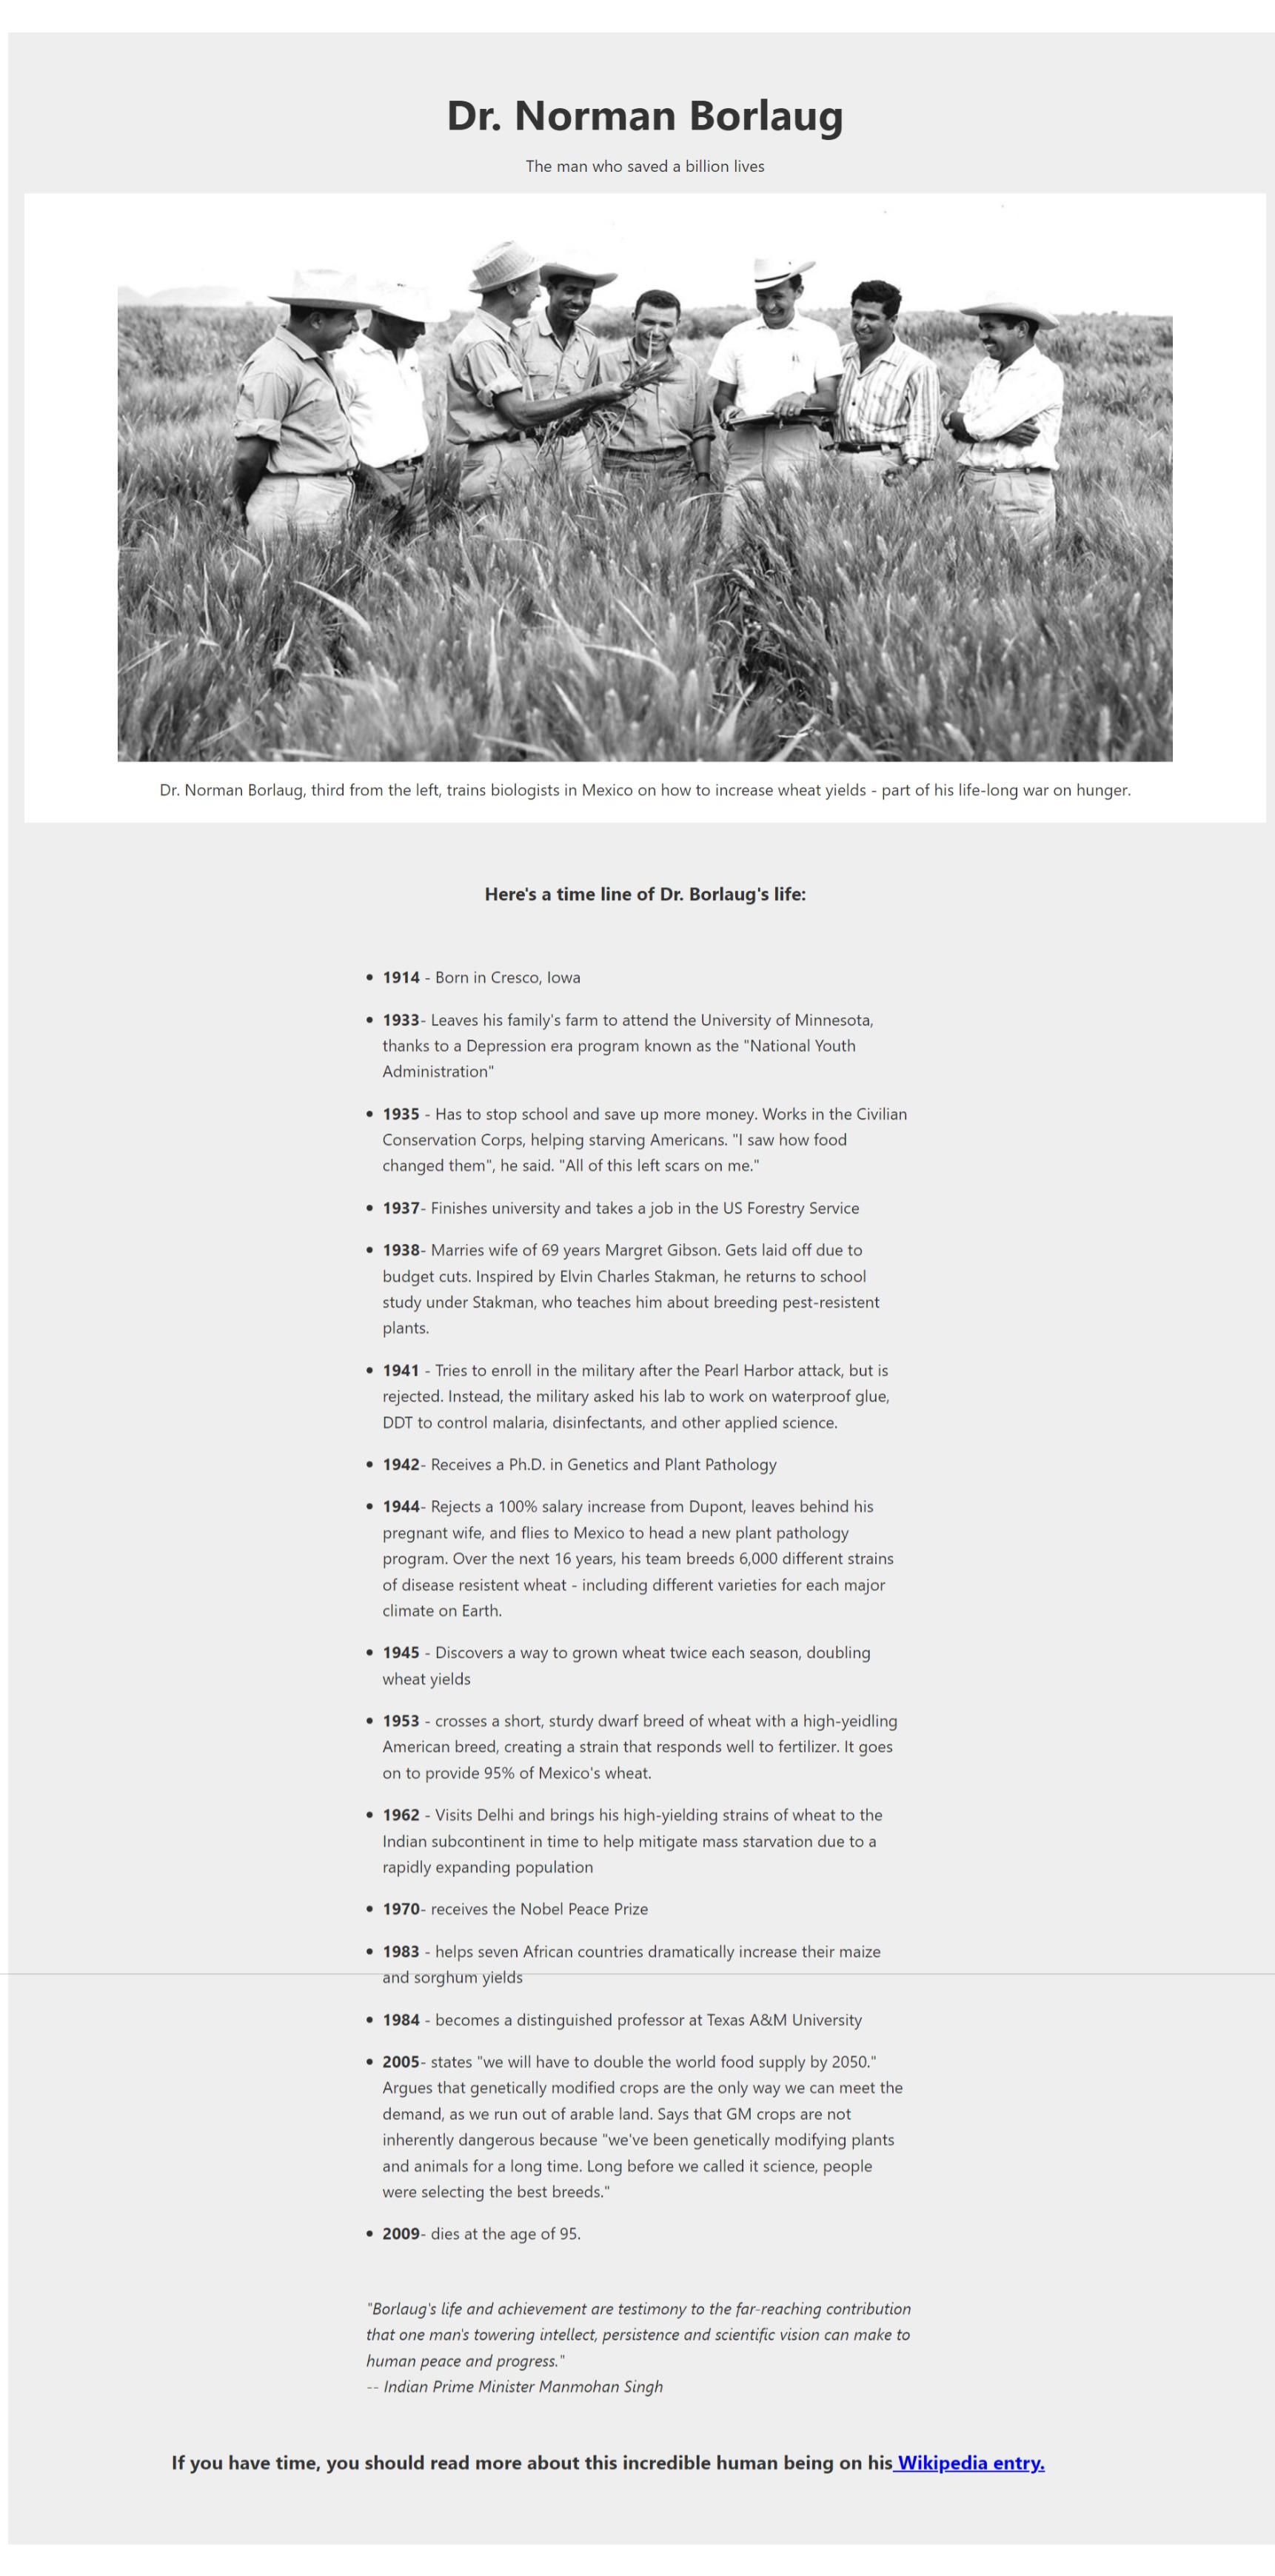 Dr. Norman Borlaug
The man who saved a billion lives
Dr. Norman Borlaug, third from the left, trains biologists in Mexico on how to increase wheat yields - part of his life-long war on hunger.
Here's a time line of Dr. Borlaug's life:
• 1914 - Born in Cresco, Iowa
• 1933- Leaves his family's farm to attend the University of Minnesota,
thanks to a Depression era program known as the "National Youth
Administration"
• 1935 - Has to stop school and save up more money. Works in the Civilian
Conservation Corps, helping starving Americans. "I saw how food
changed them", he said. "All of this left scars on me."
• 1937- Finishes university and takes a job in the US Forestry Service
• 1938- Marries wife of 69 years Margret Gibson. Gets laid off due to
budget cuts. Inspired by Elvin Charles Stakman, he returns to school
study under Stakman, who teaches him about breeding pest-resistent
plants.
• 1941 - Tries to enroll in the military after the Pearl Harbor attack, but is
rejected. Instead, the military asked his lab to work on waterproof glue,
DDT to control malaria, disinfectants, and other applied science.
• 1942- Receives a Ph.D. in Genetics and Plant Pathology
• 1944- Rejects a 100% salary increase from Dupont, leaves behind his
pregnant wife, and flies to Mexico to head a new plant pathology
program. Over the next 16 years, his team breeds 6,000 different strains
of disease resistent wheat - including different varieties for each major
climate on Earth.
• 1945 - Discovers a way to grown wheat twice each season, doubling
wheat yields
• 1953 - crosses a short, sturdy dwarf breed of wheat with a high-yeidling
American breed, creating a strain that responds well to fertilizer. It goes
on to provide 95% of Mexico's wheat.
• 1962 - Visits Delhi and brings his high-yielding strains of wheat to the
Indian subcontinent in time to help mitigate mass starvation due to a
rapidly expanding population
• 1970- receives the Nobel Peace Prize
• 1983 - helps seven African countries dramatically increase their maize
and sorghum yields
• 1984 - becomes a distinguished professor at Texas A&M University
• 2005- states "we will have to double the world food supply by 2050."
Argues that genetically modified crops are the only way we can meet the
demand, as we run out of arable land. Says that GM crops are not
inherently dangerous because "we've been genetically modifying plants
and animals for a long time. Long before we called it science, people
were selecting the best breeds."
• 2009- dies at the age of 95.
"Borlaug's life and achievement are testimony to the far-reaching contribution
that one man's towering intellect, persistence and scientific vision can make to
human peace and progress."
-- Indian Prime Minister Manmohan Singh
If you have time, you should read more about this incredible human being on his Wikipedia entry.